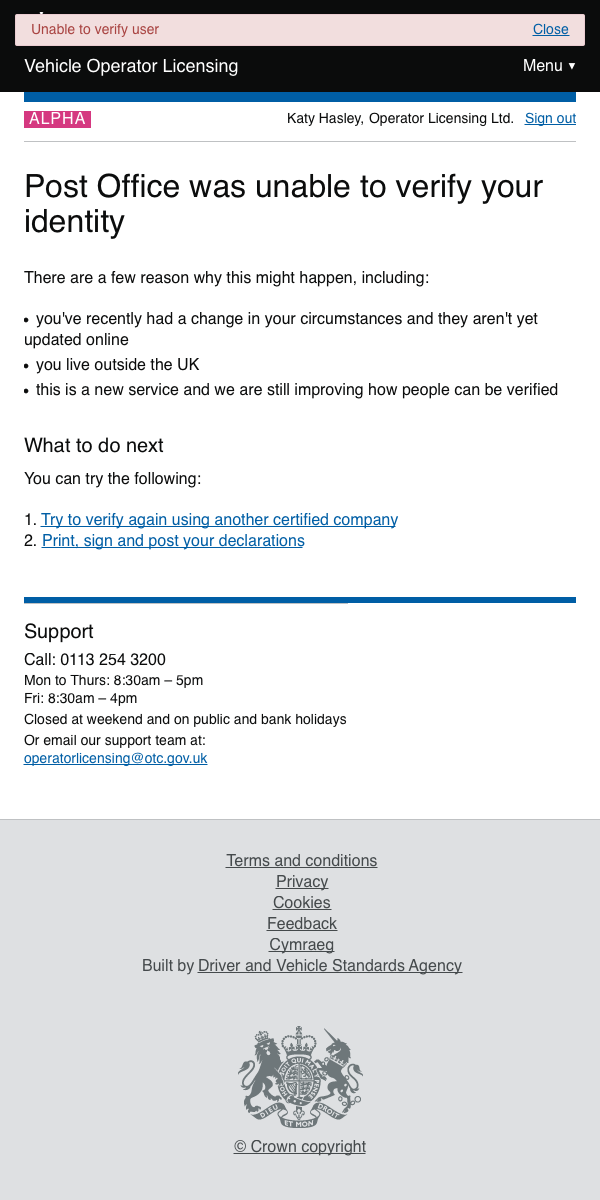 Unable to verify user Close
Vehicle Operator Licensing Menu ▼
ALPHA Katy Hasley, Operator Licensing Ltd. Sign out
Post Office was unable to verify your
identity
There are a few reason why this might happen, including:
• you've recently had a change in your circumstances and they aren't yet
updated online
• you live outside the UK
• this is a new service and we are still improving how people can be verified
What to do next
You can try the following:
1. Try to verify again using another certified company
2. Print, sign and post your declarations
Support
Call: 0113 254 3200
Mon to Thurs: 8:30am – 5pm
Fri: 8:30am – 4pm
Closed at weekend and on public and bank holidays
Or email our support team at:
operatorlicensing@otc.gov.uk
Terms and conditions
Privacy
Cookies
Feedback
Cymraeg
Built by Driver and Vehicle Standards Agency
DIEU ET MON DROIT
© Crown copyright